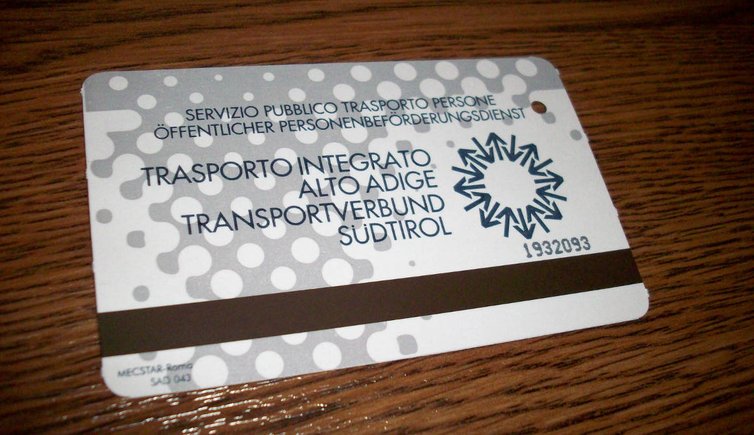 SERVIZIO PUBBLICO TRASPORTO PERSONE
ÖFFENTLICHER PERSONENBEFÖRDERUNGSDIENST
TRASPORTO INTEGRATO
ALTO ADIGE
TRANSPORTVERBUND
SÜDTIROL
1932093
MECSTAR-Roma
SAD 043